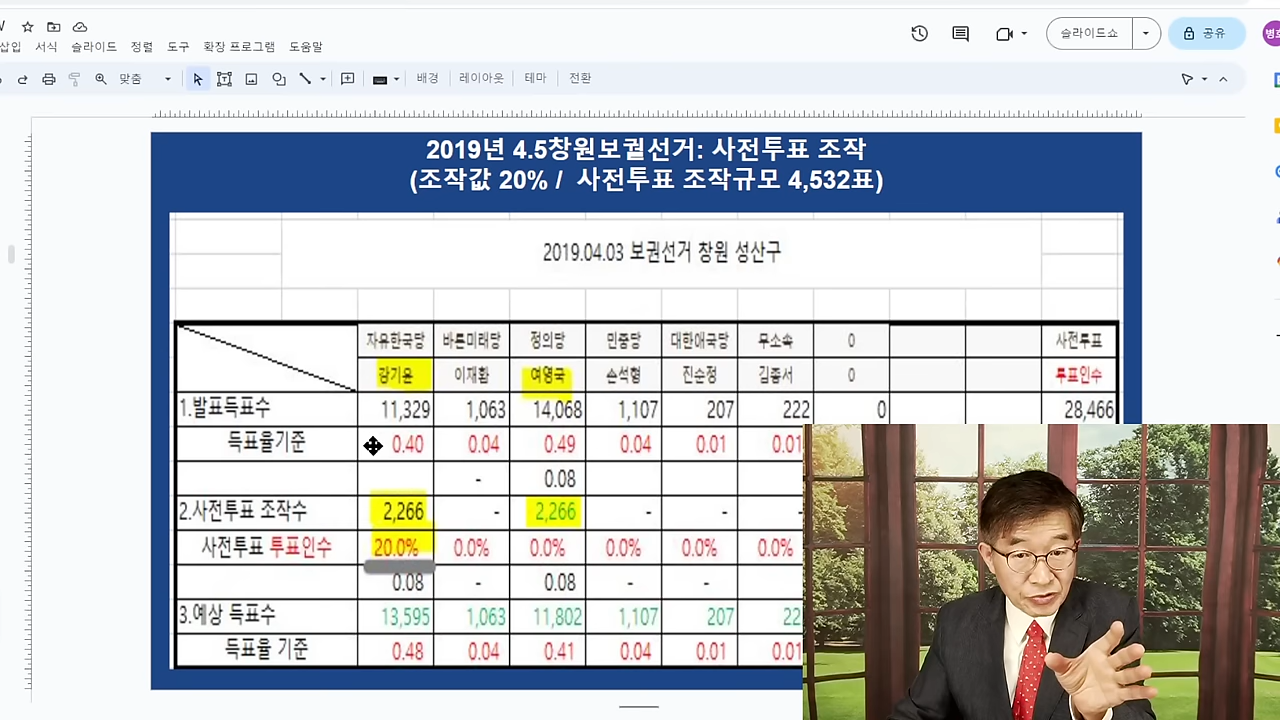 삽입 서식 슬라이드 정렬 도구 확장 프로그램 도움말
슬라이드쇼
공유
병호
맞춤
배경 레이아웃 테마 전환
2019년 4.5창원보궐선거: 사전투표 조작
(조작값 20% / 사전투표 조작규모 4,532표)
2019.04.03 보권선거 창원 성산구
자유한국당 바른미래당 정의당 민중당 대한애국당 무소속 0 사전투표
강기윤 이재환 여영국 손석형 진순정 김종서 0 투표인수
1.발표득표수 11,329 1,063 14,068 1,107 207 222 0 28,466
득표율기준 0.40 0.04 0.49 0.04 0.01 0.01
- 0.08
2.사전투표 조작수 2,266 - 2,266 - - -
사전투표 투표인수 20.0% 0.0% 0.0% 0.0% 0.0% 0.0%
0.08 - 0.08 - -
3.예상 득표수 13,595 1,063 11,802 1,107 207 22
득표율 기준 0.48 0.04 0.41 0.04 0.01 0.01